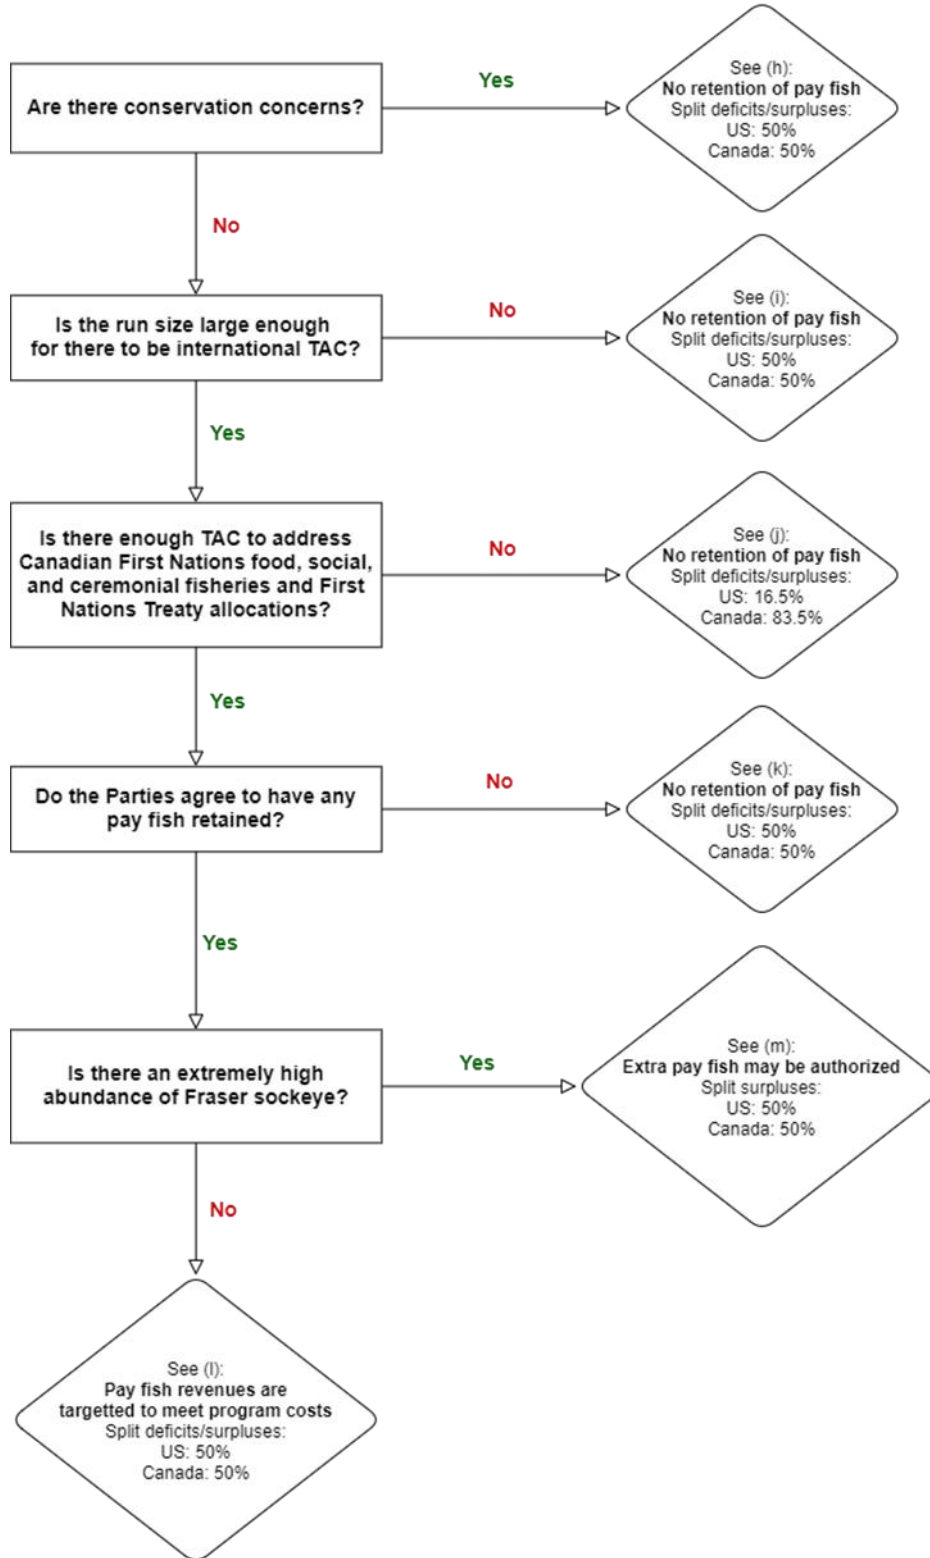 Are there conservation concerns?
Yes
See (h):
No retention of pay fish
Split deficits/surpluses:
US: 50%
Canada: 50%
No
Is the run size large enough
for there to be international TAC?
No
See (i):
No retention of pay fish
Split deficits/surpluses:
US: 50%
Canada: 50%
Yes
Is there enough TAC to address
Canadian First Nations food, social,
and ceremonial fisheries and First
Nations Treaty allocations?
No
See (j):
No retention of pay fish
Split deficits/surpluses:
US: 16.5%
Canada: 83.5%
Yes
Do the Parties agree to have any
pay fish retained?
No
See (k):
No retention of pay fish
Split deficits/surpluses:
US: 50%
Canada: 50%
Yes
Is there an extremely high
abundance of Fraser sockeye?
Yes
See (m):
Extra pay fish may be authorized
Split surpluses:
US: 50%
Canada: 50%
No
See (l):
Pay fish revenues are
targetted to meet program costs
Split deficits/surpluses:
US: 50%
Canada: 50%